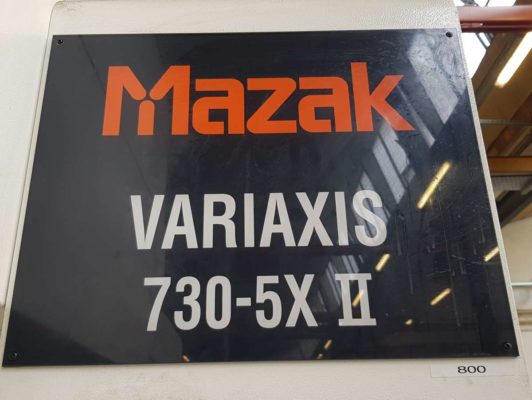 Mazak
VARIAXIS
730-5X II
800